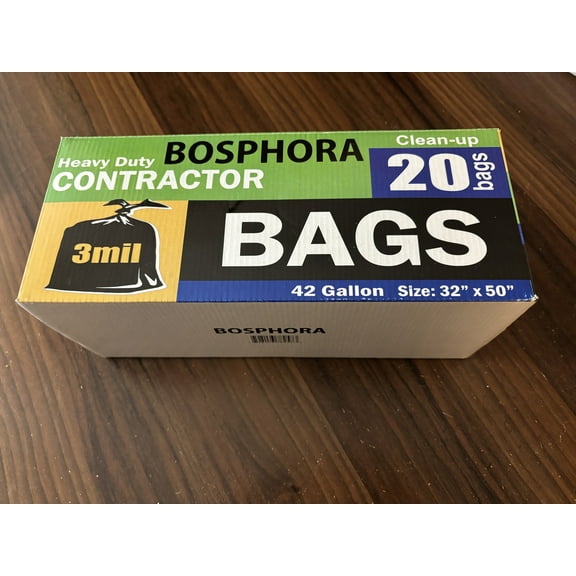 Heavy Duty BOSPHORA
CONTRACTOR
Clean-up
20 bags
3mil
BAGS
42 Gallon Size: 32” x 50”
BOSPHORA